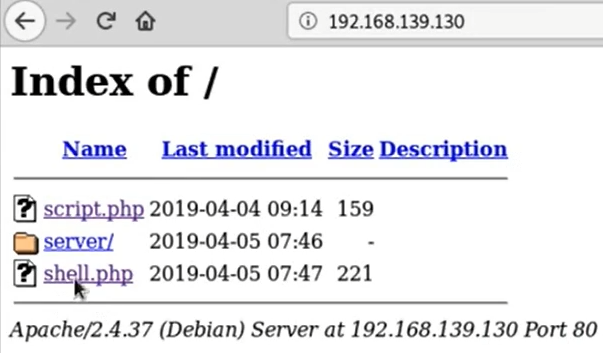 192.168.139.130
Index of /
Name Last modified Size Description
script.php 2019-04-04 09:14 159
server/ 2019-04-05 07:46 -
shell.php 2019-04-05 07:47 221
Apache/2.4.37 (Debian) Server at 192.168.139.130 Port 80